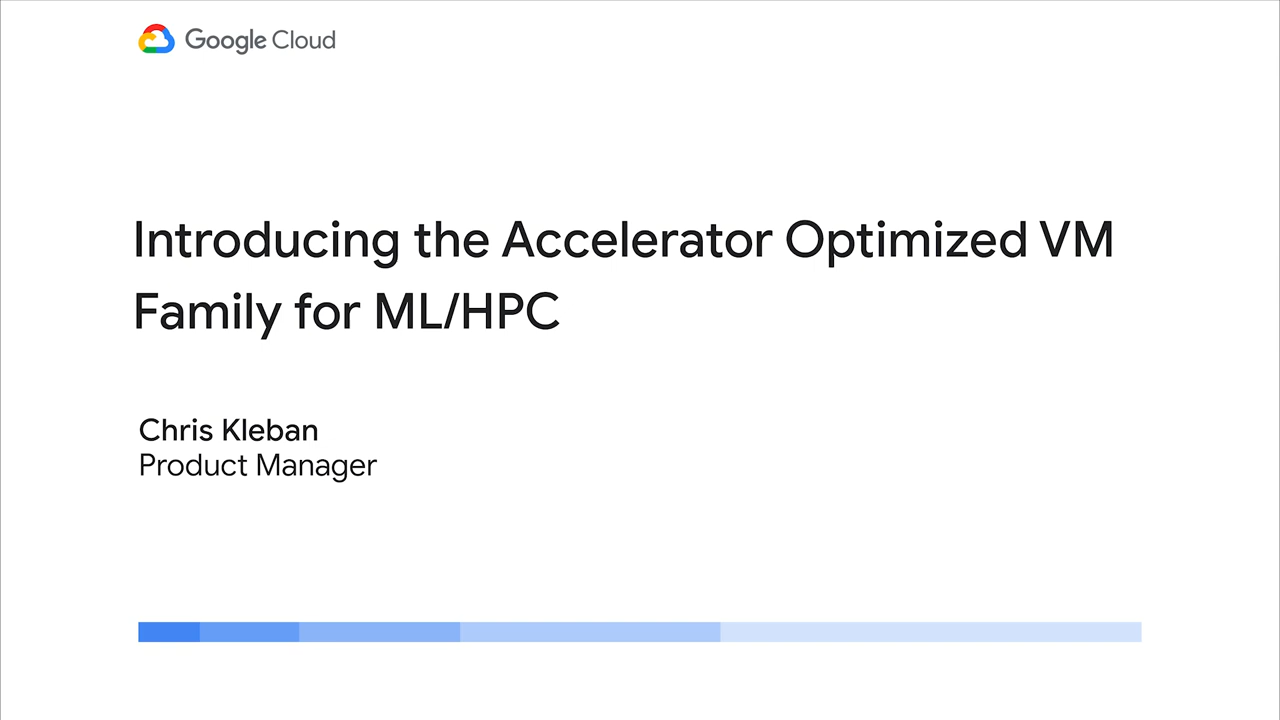 Google Cloud
Introducing the Accelerator Optimized VM
Family for ML/HPC
Chris Kleban
Product Manager